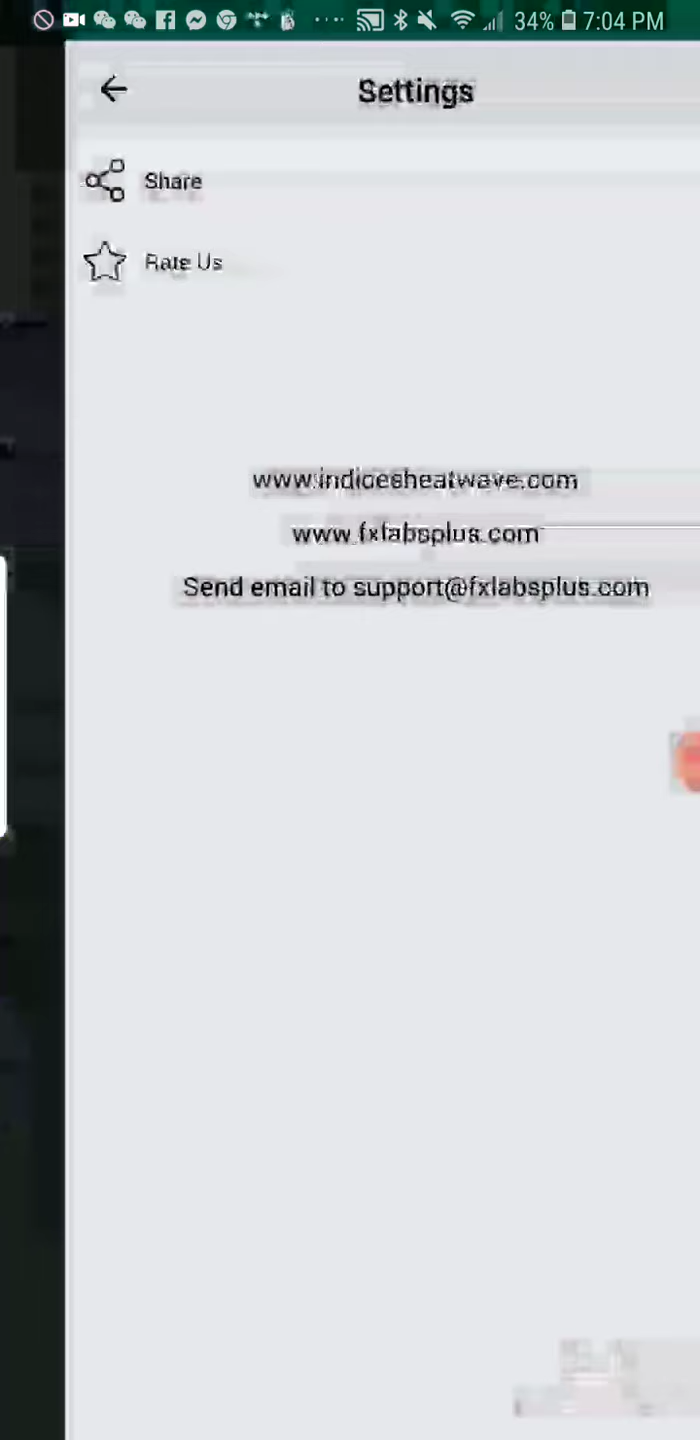 34% 7:04 PM
Settings
Share
Rate Us
www.indicesheatwave.com
www.fxlabsplus.com
Send email to support@fxlabsplus.com